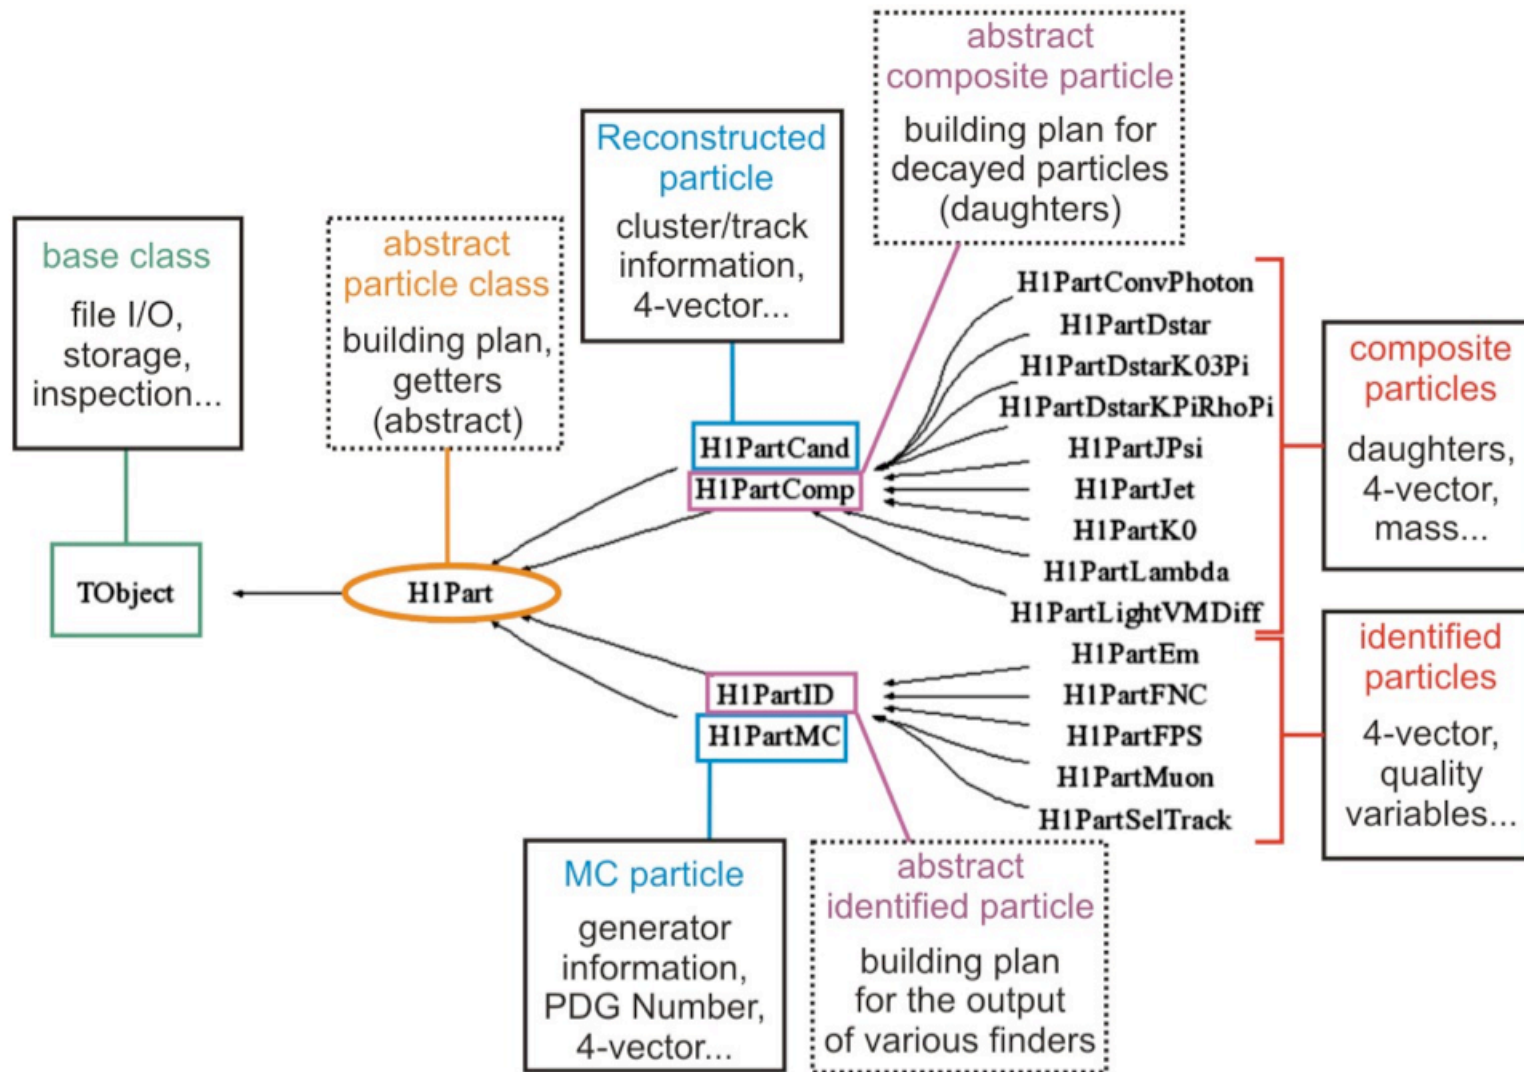 abstract
composite particle
building plan for
decayed particles
(daughters)
Reconstructed
particle
cluster/track
information,
4-vector...
base class
file I/O,
storage,
inspection...
abstract
particle class
building plan,
getters
(abstract)
TObject
H1Part
H1PartCand
H1PartComp
H1PartID
H1PartMC
H1PartConvPhoton
H1PartDstar
H1PartDstarK03Pi
H1PartDstarKPiRhoPi
H1PartJPsi
H1PartJet
H1PartK0
H1PartLambda
H1PartLightVMDiff
H1PartEm
H1PartFNC
H1PartFPS
H1PartMuon
H1PartSelTrack
composite
particles
daughters,
4-vector,
mass...
identified
particles
4-vector,
quality
variables...
MC particle
generator
information,
PDG Number,
4-vector...
abstract
identified particle
building plan
for the output
of various finders